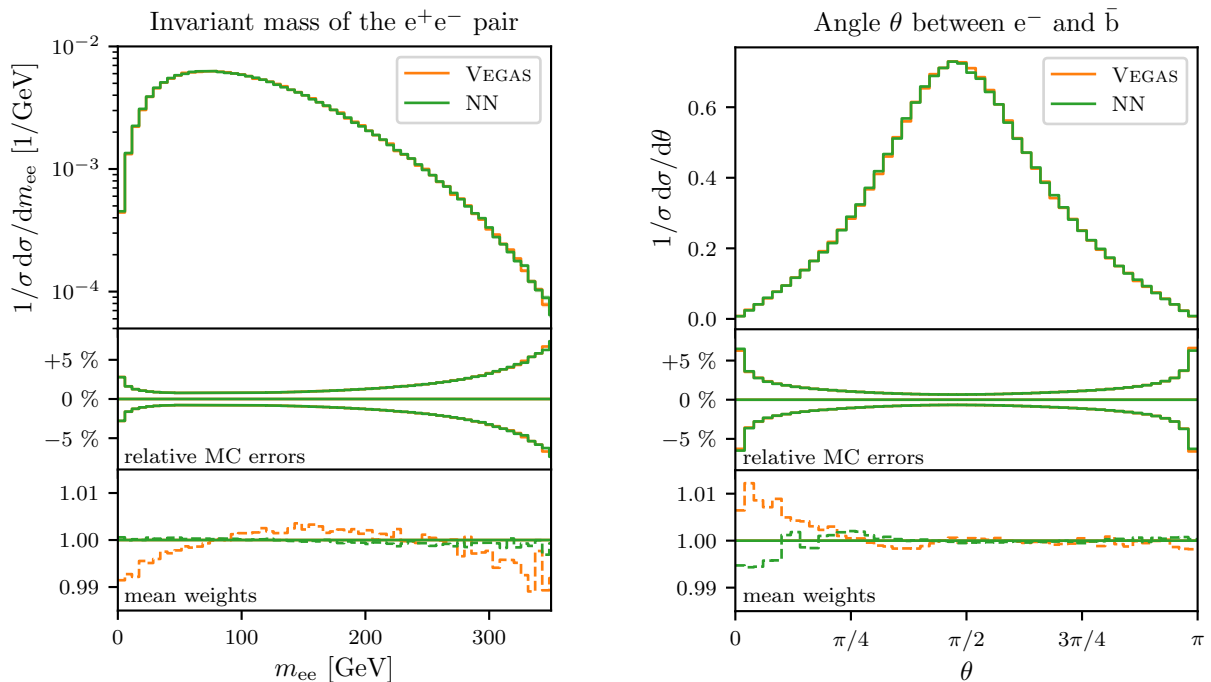 Invariant mass of the e⁺e⁻ pair
1/σ dσ/dm_ee [1/GeV]
10⁻²
10⁻³
10⁻⁴
VEGAS
NN
+5 %
0 %
−5 %
relative MC errors
1.01
1.00
0.99
mean weights
0
100
200
300
m_ee [GeV]
Angle θ between e⁻ and b̄
1/σ dσ/dθ
0.6
0.4
0.2
0.0
VEGAS
NN
+5 %
0 %
−5 %
relative MC errors
1.01
1.00
0.99
mean weights
0
π/4
π/2
3π/4
π
θ